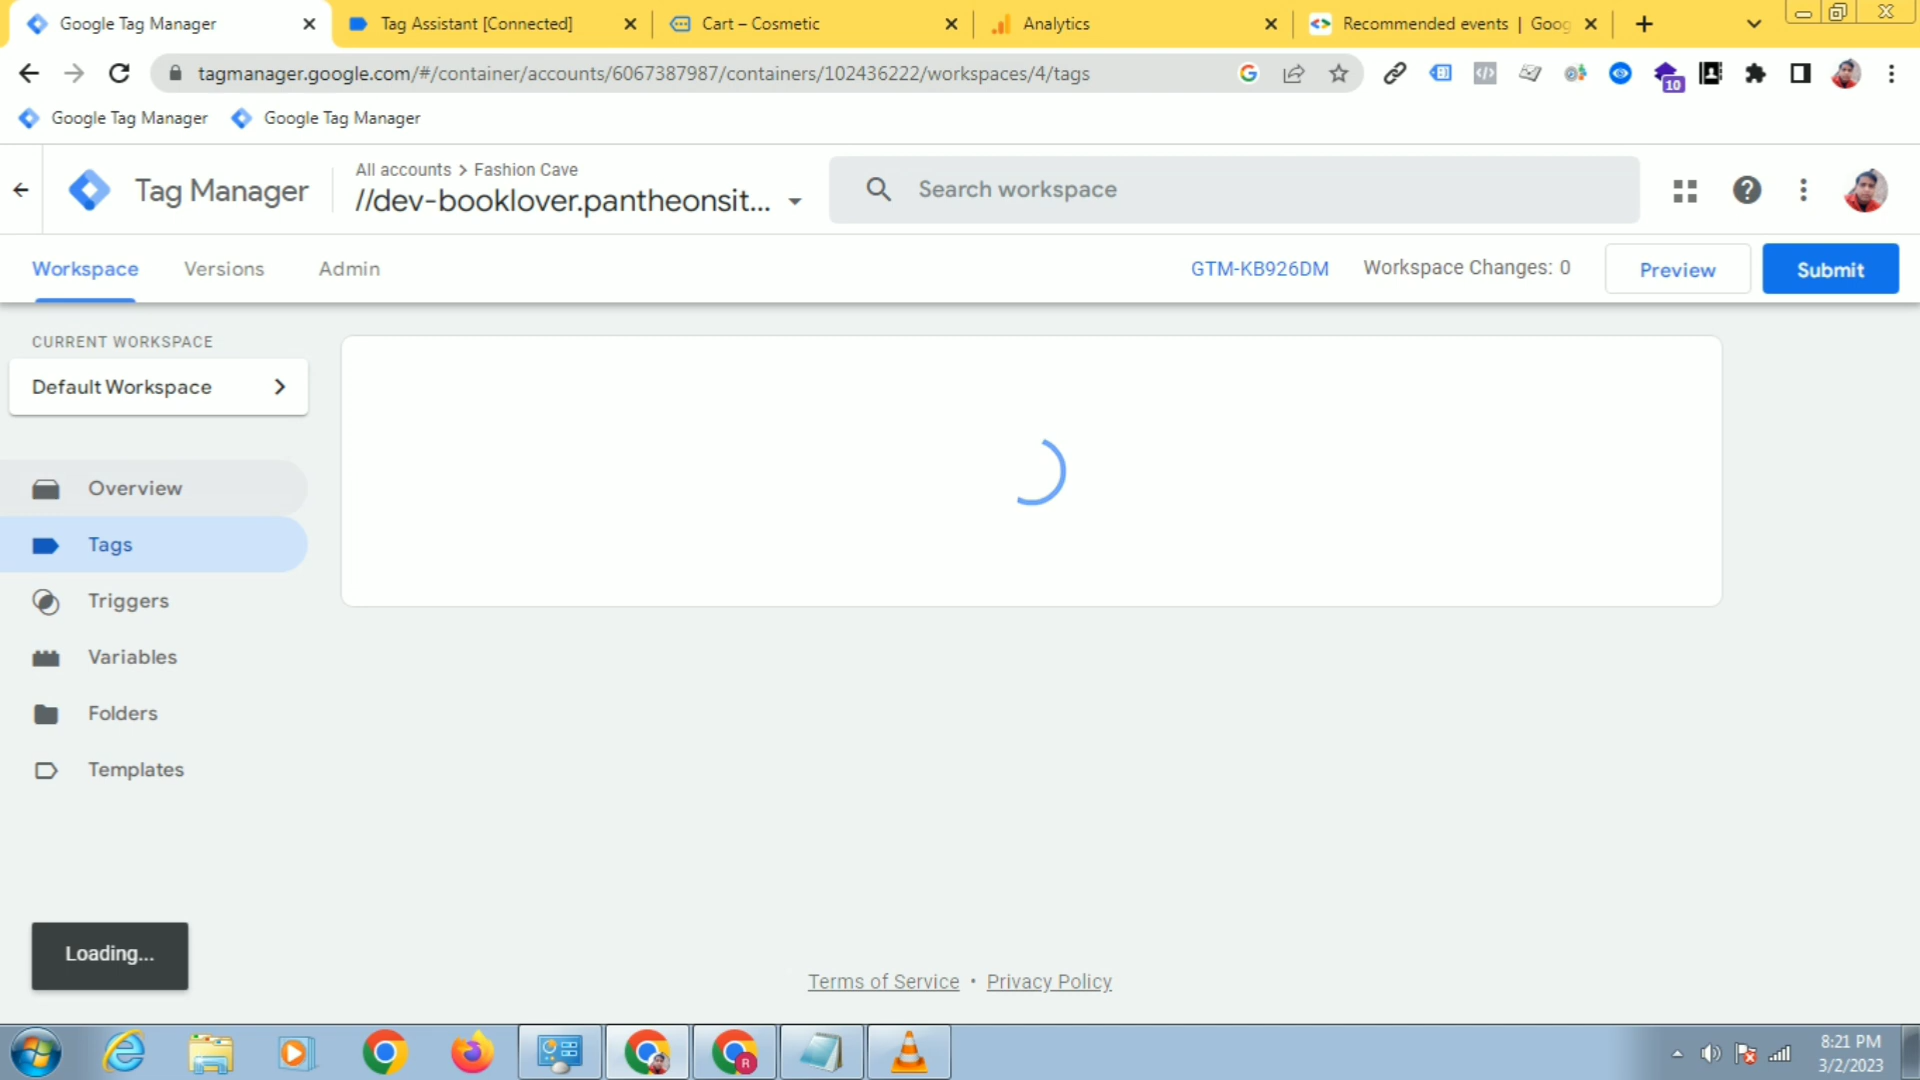 Google Tag Manager
Tag Assistant [Connected]
Cart – Cosmetic
Analytics
Recommended events | Goog
tagmanager.google.com/#/container/accounts/6067387987/containers/102436222/workspaces/4/tags
10
Google Tag Manager
Google Tag Manager
Tag Manager
All accounts > Fashion Cave
//dev-booklover.pantheonsit...
Search workspace
Workspace
Versions
Admin
GTM-KB926DM
Workspace Changes: 0
Preview
Submit
CURRENT WORKSPACE
Default Workspace
Overview
Tags
Triggers
Variables
Folders
Templates
Loading...
Terms of Service • Privacy Policy
R
8:21 PM
3/2/2023